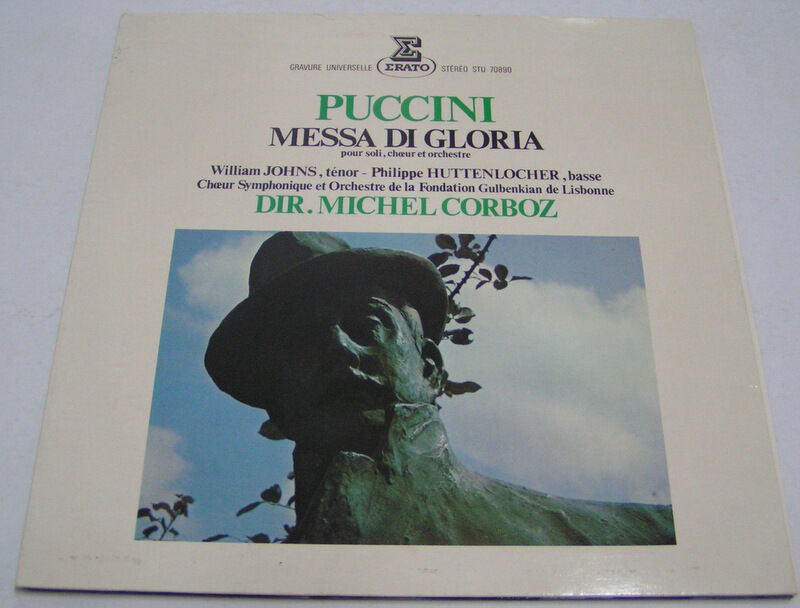 Σ
GRAVURE UNIVERSELLE ERATO STÉRÉO STU 70890
PUCCINI
MESSA DI GLORIA
pour soli, chœur et orchestre
William JOHNS, ténor - Philippe HUTTENLOCHER, basse
Chœur Symphonique et Orchestre de la Fondation Gulbenkian de Lisbonne
DIR. MICHEL CORBOZ